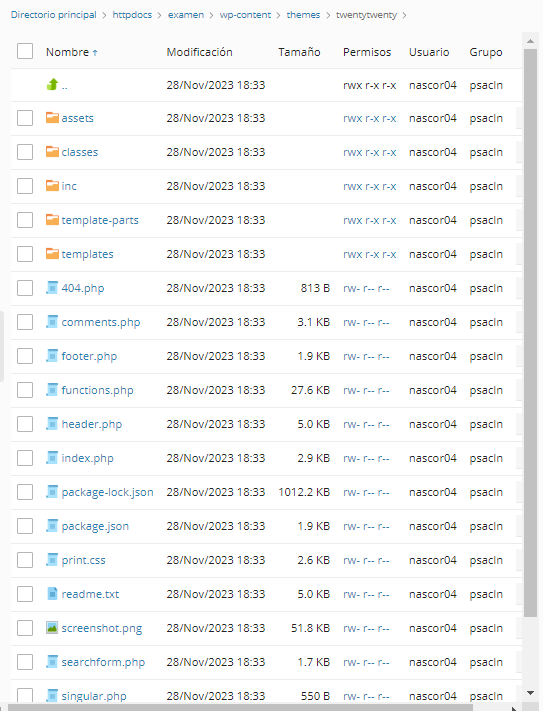 Directorio principal > httpdocs > examen > wp-content > themes > twentytwenty >
Nombre ↑ Modificación Tamaño Permisos Usuario Grupo
.. 28/Nov/2023 18:33 rwx r-x r-x nascor04 psacln
assets 28/Nov/2023 18:33 rwx r-x r-x nascor04 psacln
classes 28/Nov/2023 18:33 rwx r-x r-x nascor04 psacln
inc 28/Nov/2023 18:33 rwx r-x r-x nascor04 psacln
template-parts 28/Nov/2023 18:33 rwx r-x r-x nascor04 psacln
templates 28/Nov/2023 18:33 rwx r-x r-x nascor04 psacln
404.php 28/Nov/2023 18:33 813 B rw- r-- r-- nascor04 psacln
comments.php 28/Nov/2023 18:33 3.1 KB rw- r-- r-- nascor04 psacln
footer.php 28/Nov/2023 18:33 1.9 KB rw- r-- r-- nascor04 psacln
functions.php 28/Nov/2023 18:33 27.6 KB rw- r-- r-- nascor04 psacln
header.php 28/Nov/2023 18:33 5.0 KB rw- r-- r-- nascor04 psacln
index.php 28/Nov/2023 18:33 2.9 KB rw- r-- r-- nascor04 psacln
package-lock.json 28/Nov/2023 18:33 1012.2 KB rw- r-- r-- nascor04 psacln
package.json 28/Nov/2023 18:33 1.9 KB rw- r-- r-- nascor04 psacln
print.css 28/Nov/2023 18:33 2.6 KB rw- r-- r-- nascor04 psacln
readme.txt 28/Nov/2023 18:33 5.0 KB rw- r-- r-- nascor04 psacln
screenshot.png 28/Nov/2023 18:33 51.8 KB rw- r-- r-- nascor04 psacln
searchform.php 28/Nov/2023 18:33 1.7 KB rw- r-- r-- nascor04 psacln
singular.php 28/Nov/2023 18:33 550 B rw- r-- r-- nascor04 psacln